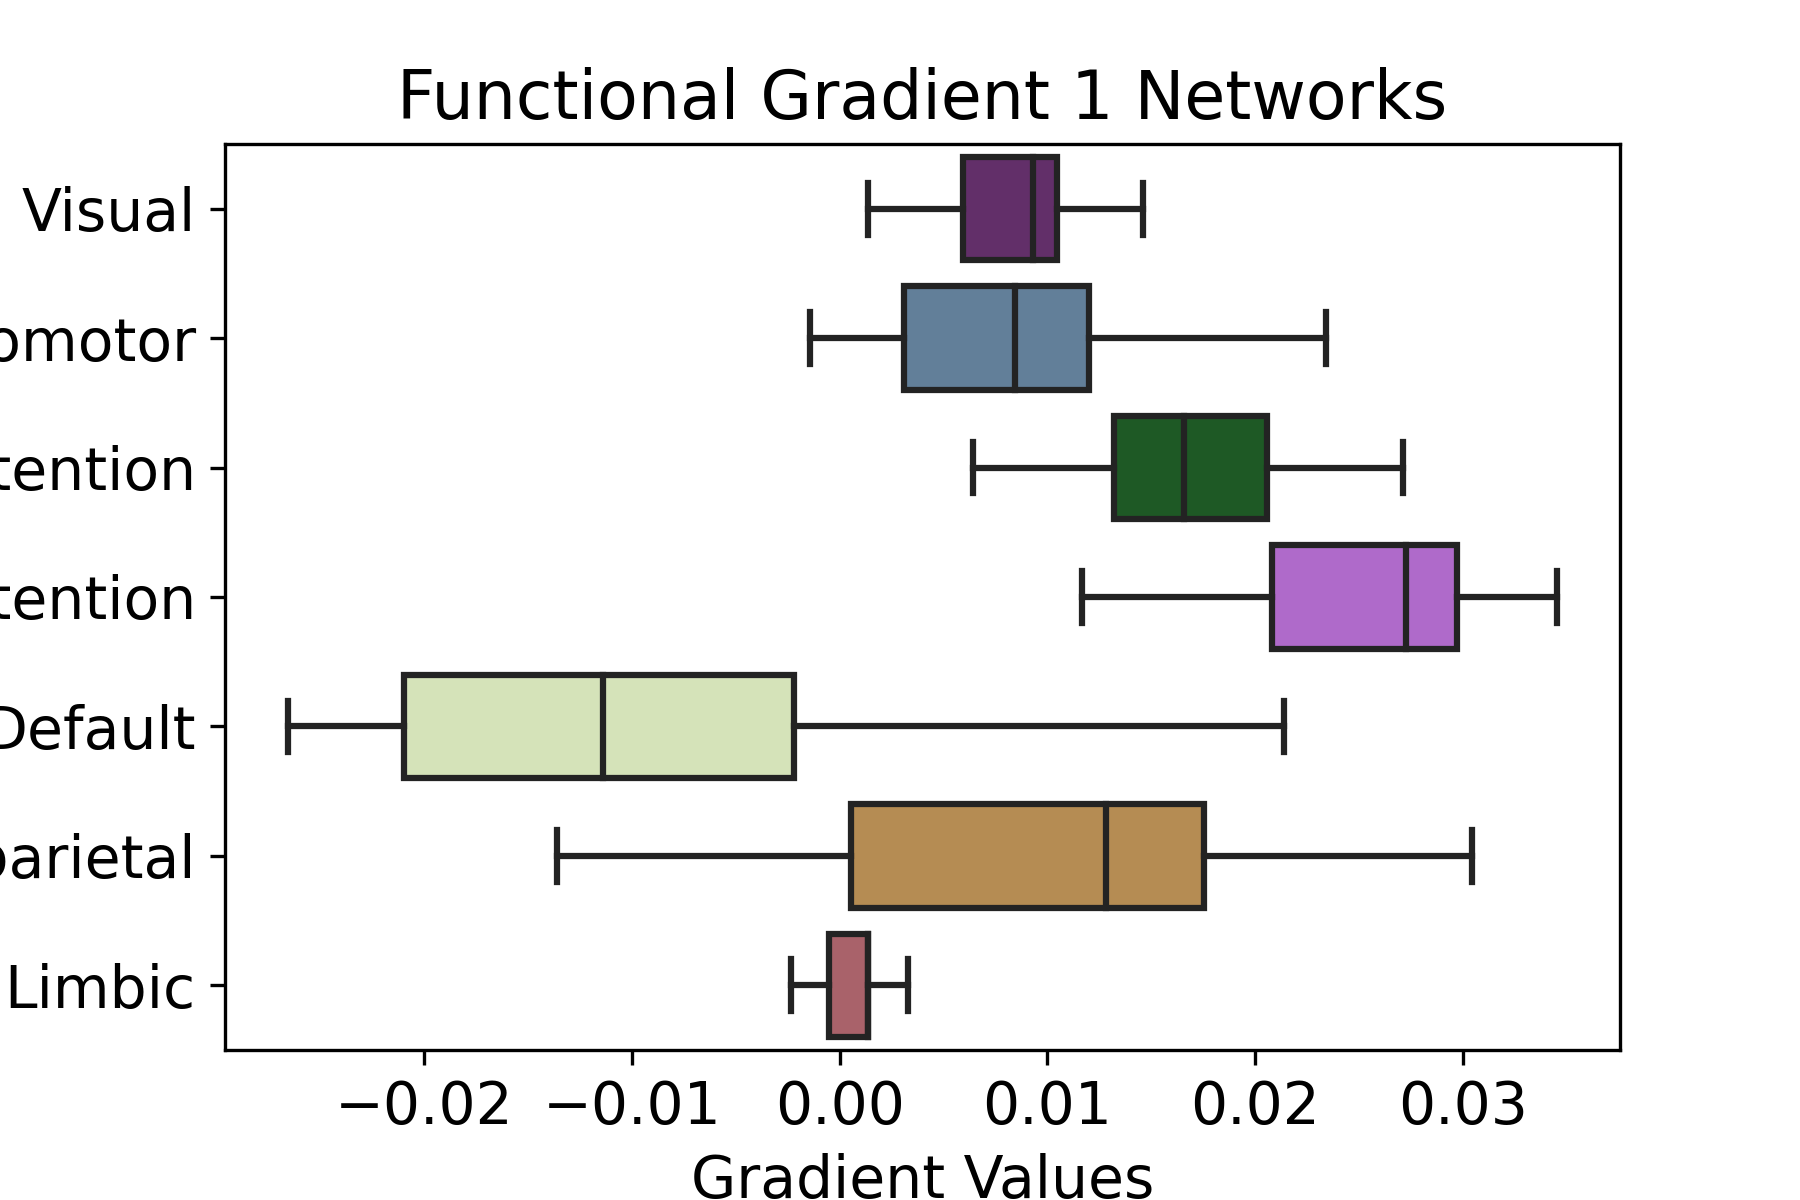 Functional Gradient 1 Networks
Visual
omotor
tention
tention
Default
parietal
Limbic
−0.02 −0.01 0.00 0.01 0.02 0.03
Gradient Values